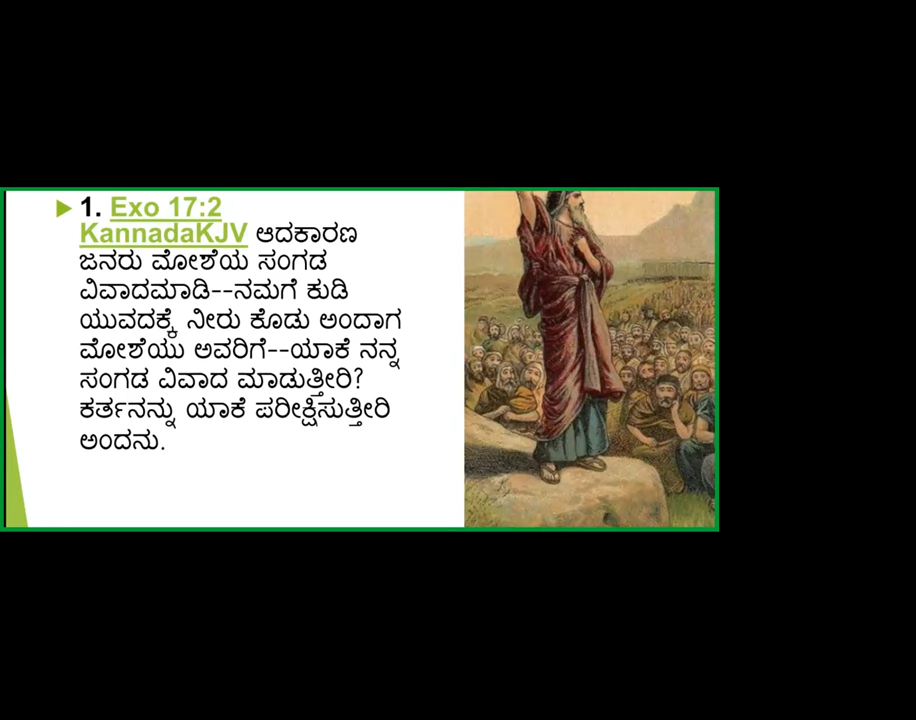 1. Exo 17:2
KannadaKJV ಆದಕಾರಣ
ಜನರು ಮೋಶೆಯ ಸಂಗಡ
ವಿವಾದಮಾಡಿ--ನಮಗೆ ಕುಡಿ
ಯುವದಕ್ಕೆ ನೀರು ಕೊಡು ಅಂದಾಗ
ಮೋಶೆಯು ಅವರಿಗೆ--ಯಾಕೆ ನನ್ನ
ಸಂಗಡ ವಿವಾದ ಮಾಡುತ್ತೀರಿ?
ಕರ್ತನನ್ನು ಯಾಕೆ ಪರೀಕ್ಷಿಸುತ್ತೀರಿ
ಅಂದನು.